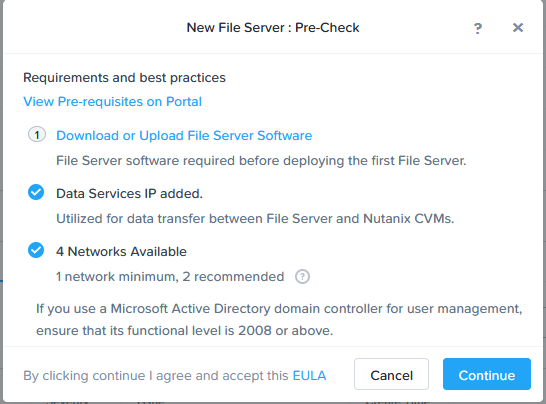 New File Server : Pre-Check
?
Requirements and best practices
View Pre-requisites on Portal
1 Download or Upload File Server Software
File Server software required before deploying the first File Server.
Data Services IP added.
Utilized for data transfer between File Server and Nutanix CVMs.
4 Networks Available
1 network minimum, 2 recommended ?
If you use a Microsoft Active Directory domain controller for user management,
ensure that its functional level is 2008 or above.
By clicking continue I agree and accept this EULA
Cancel
Continue